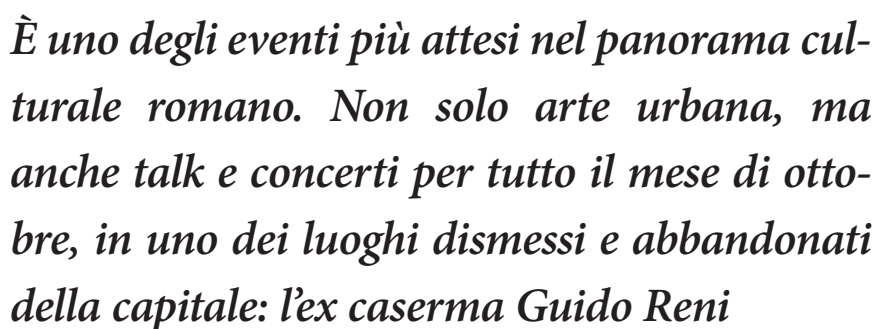 È uno degli eventi più attesi nel panorama cul-
turale romano. Non solo arte urbana, ma
anche talk e concerti per tutto il mese di otto-
bre, in uno dei luoghi dismessi e abbandonati
della capitale: l’ex caserma Guido Reni